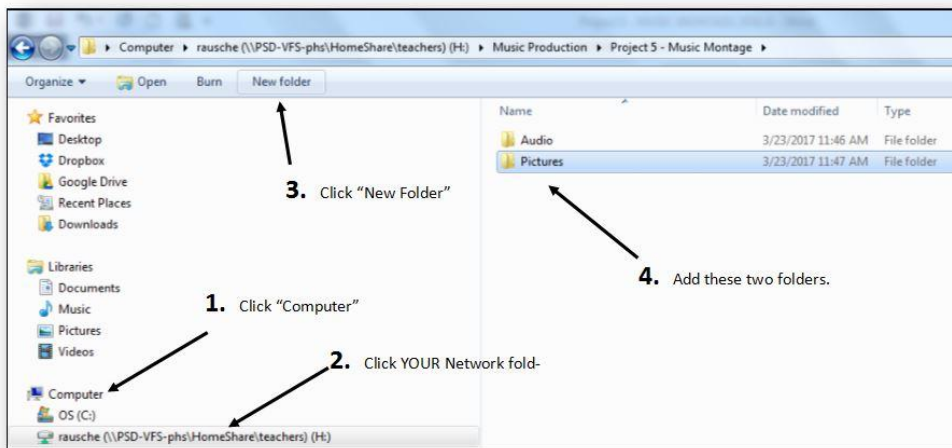 Computer ▸ rausche (\\PSD-VFS-phs\HomeShare\teachers) (H:) ▸ Music Production ▸ Project 5 - Music Montage ▸
Organize Open Burn New folder
Favorites
Desktop
Dropbox
Google Drive
Recent Places
Downloads
Libraries
Documents
Music
Pictures
Videos
Computer
OS (C:)
rausche (\\PSD-VFS-phs\HomeShare\teachers) (H:)
Name Date modified Type
Audio 3/23/2017 11:46 AM File folder
Pictures 3/23/2017 11:47 AM File folder
3. Click “New Folder”
4. Add these two folders.
1. Click “Computer”
2. Click YOUR Network fold-